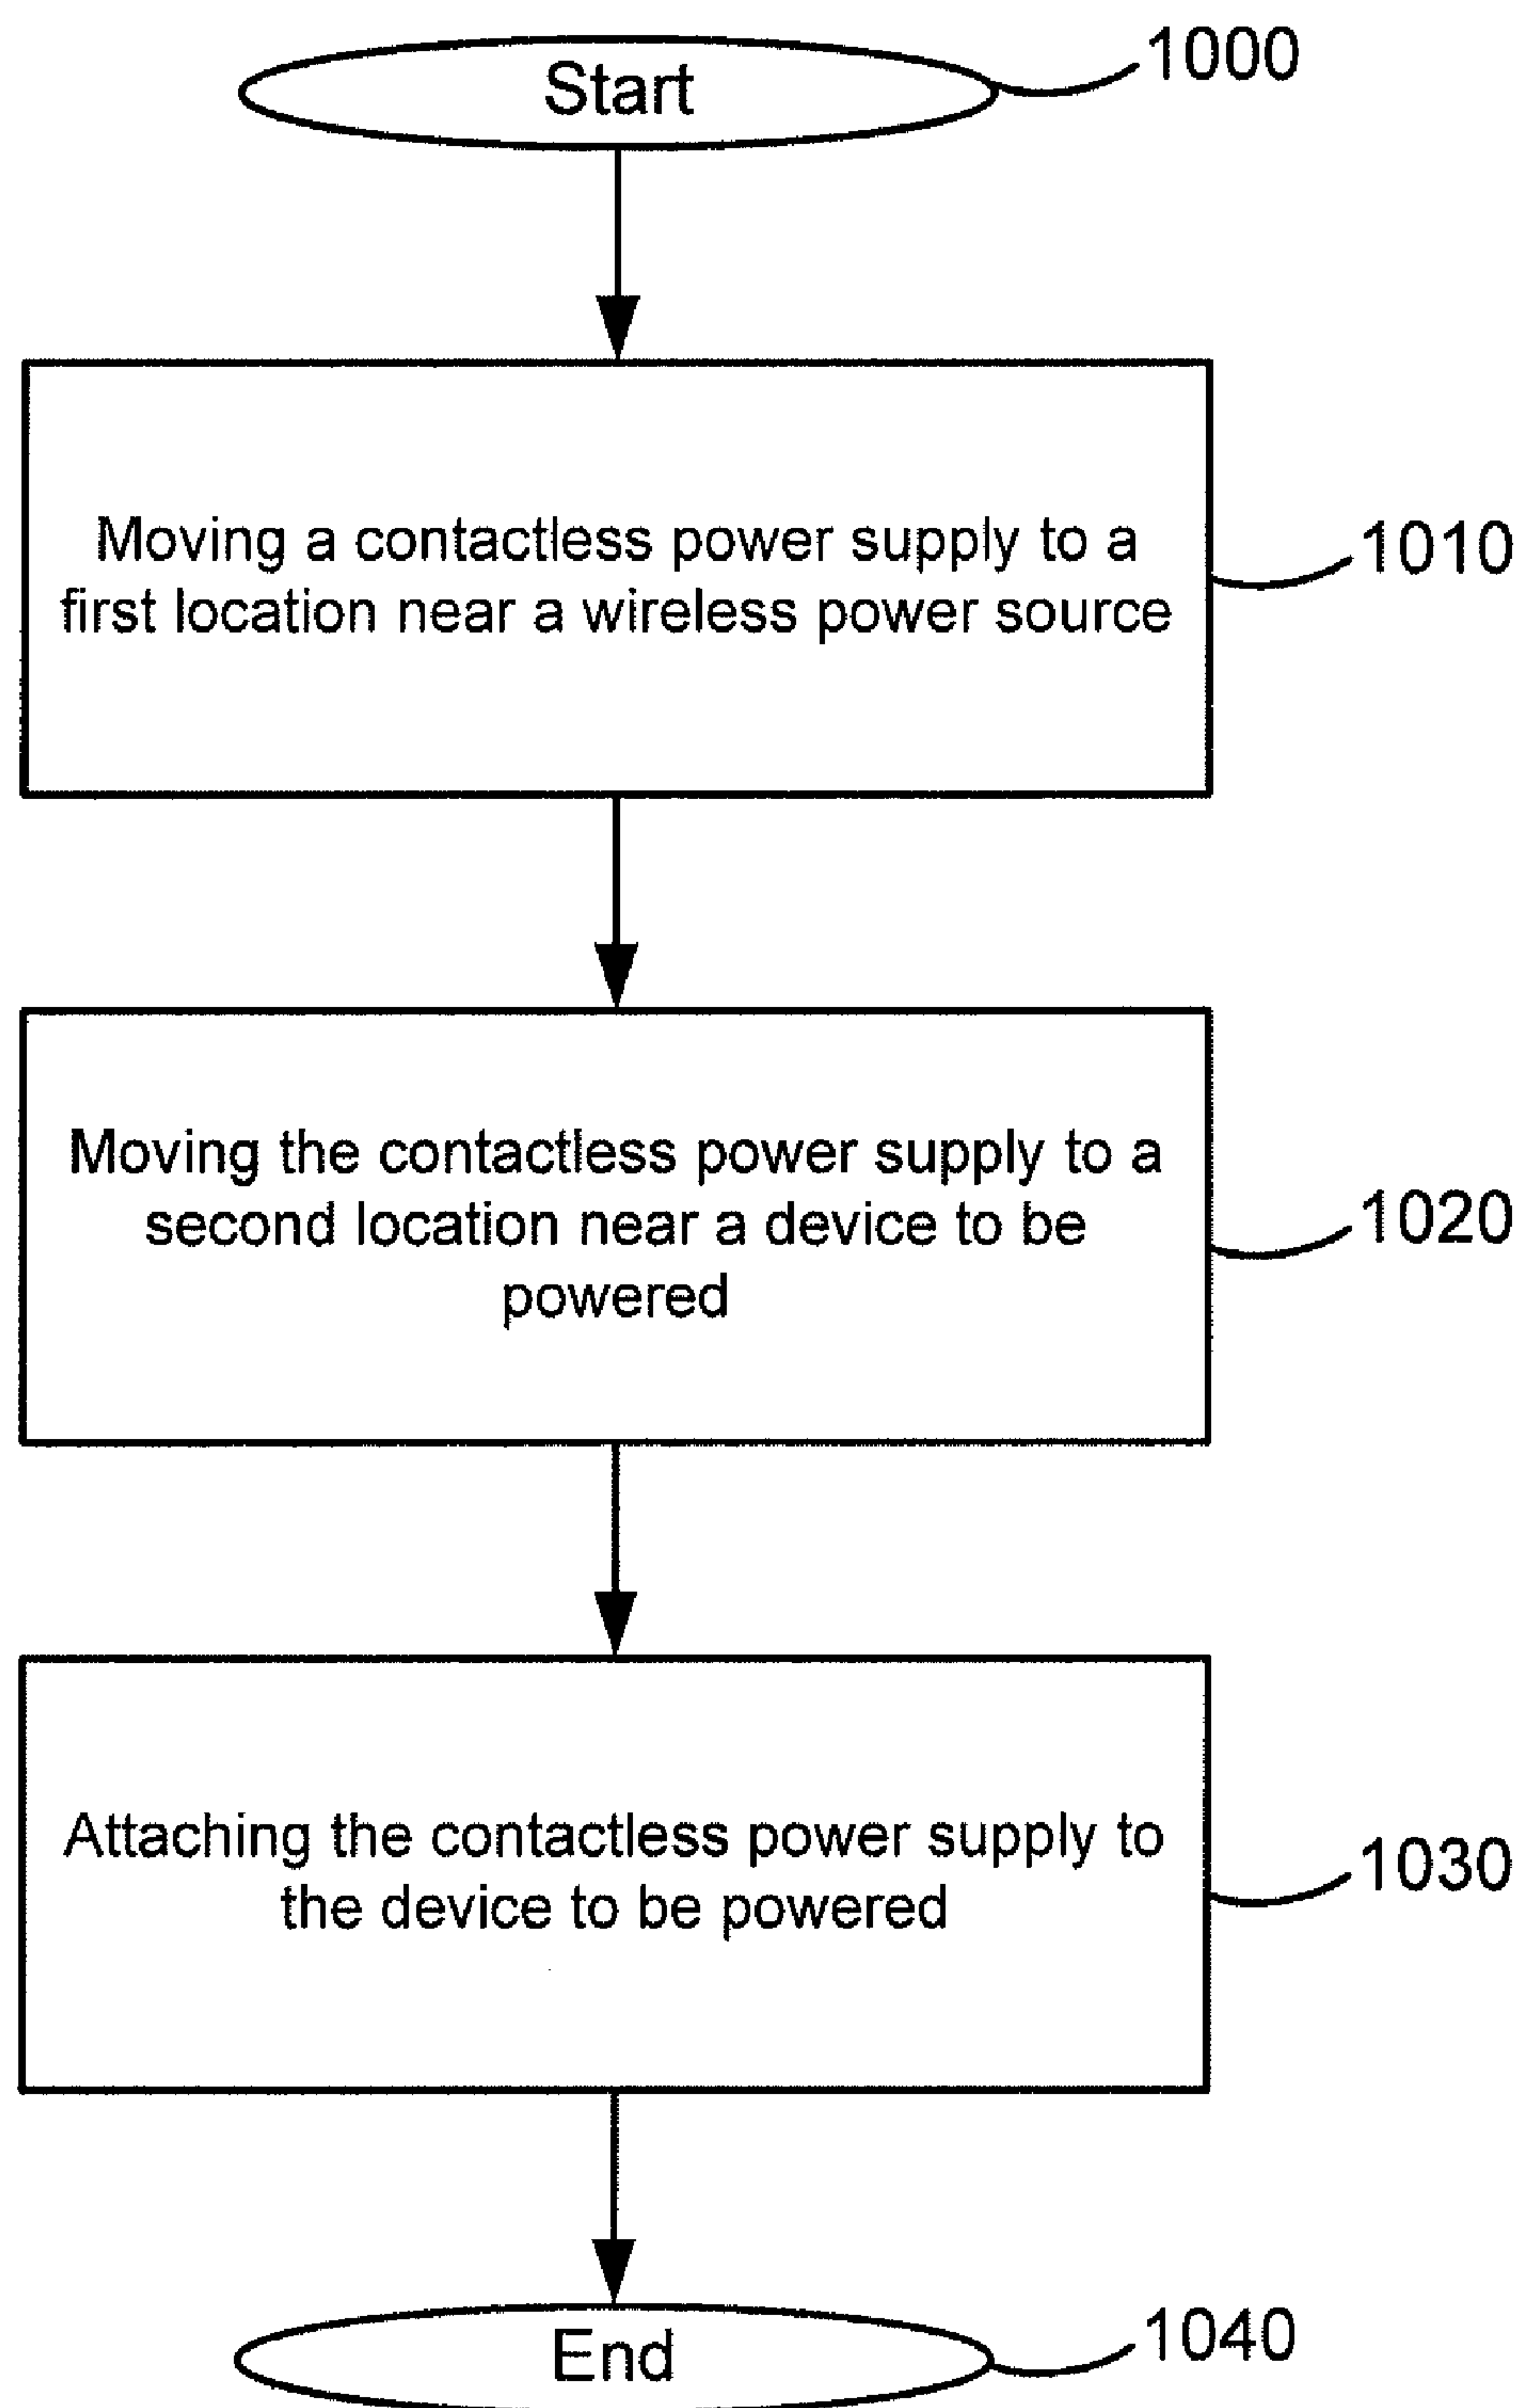 Start
1000
Moving a contactless power supply to a
first location near a wireless power source
1010
Moving the contactless power supply to a
second location near a device to be
powered
1020
Attaching the contactless power supply to
the device to be powered
1030
End
1040